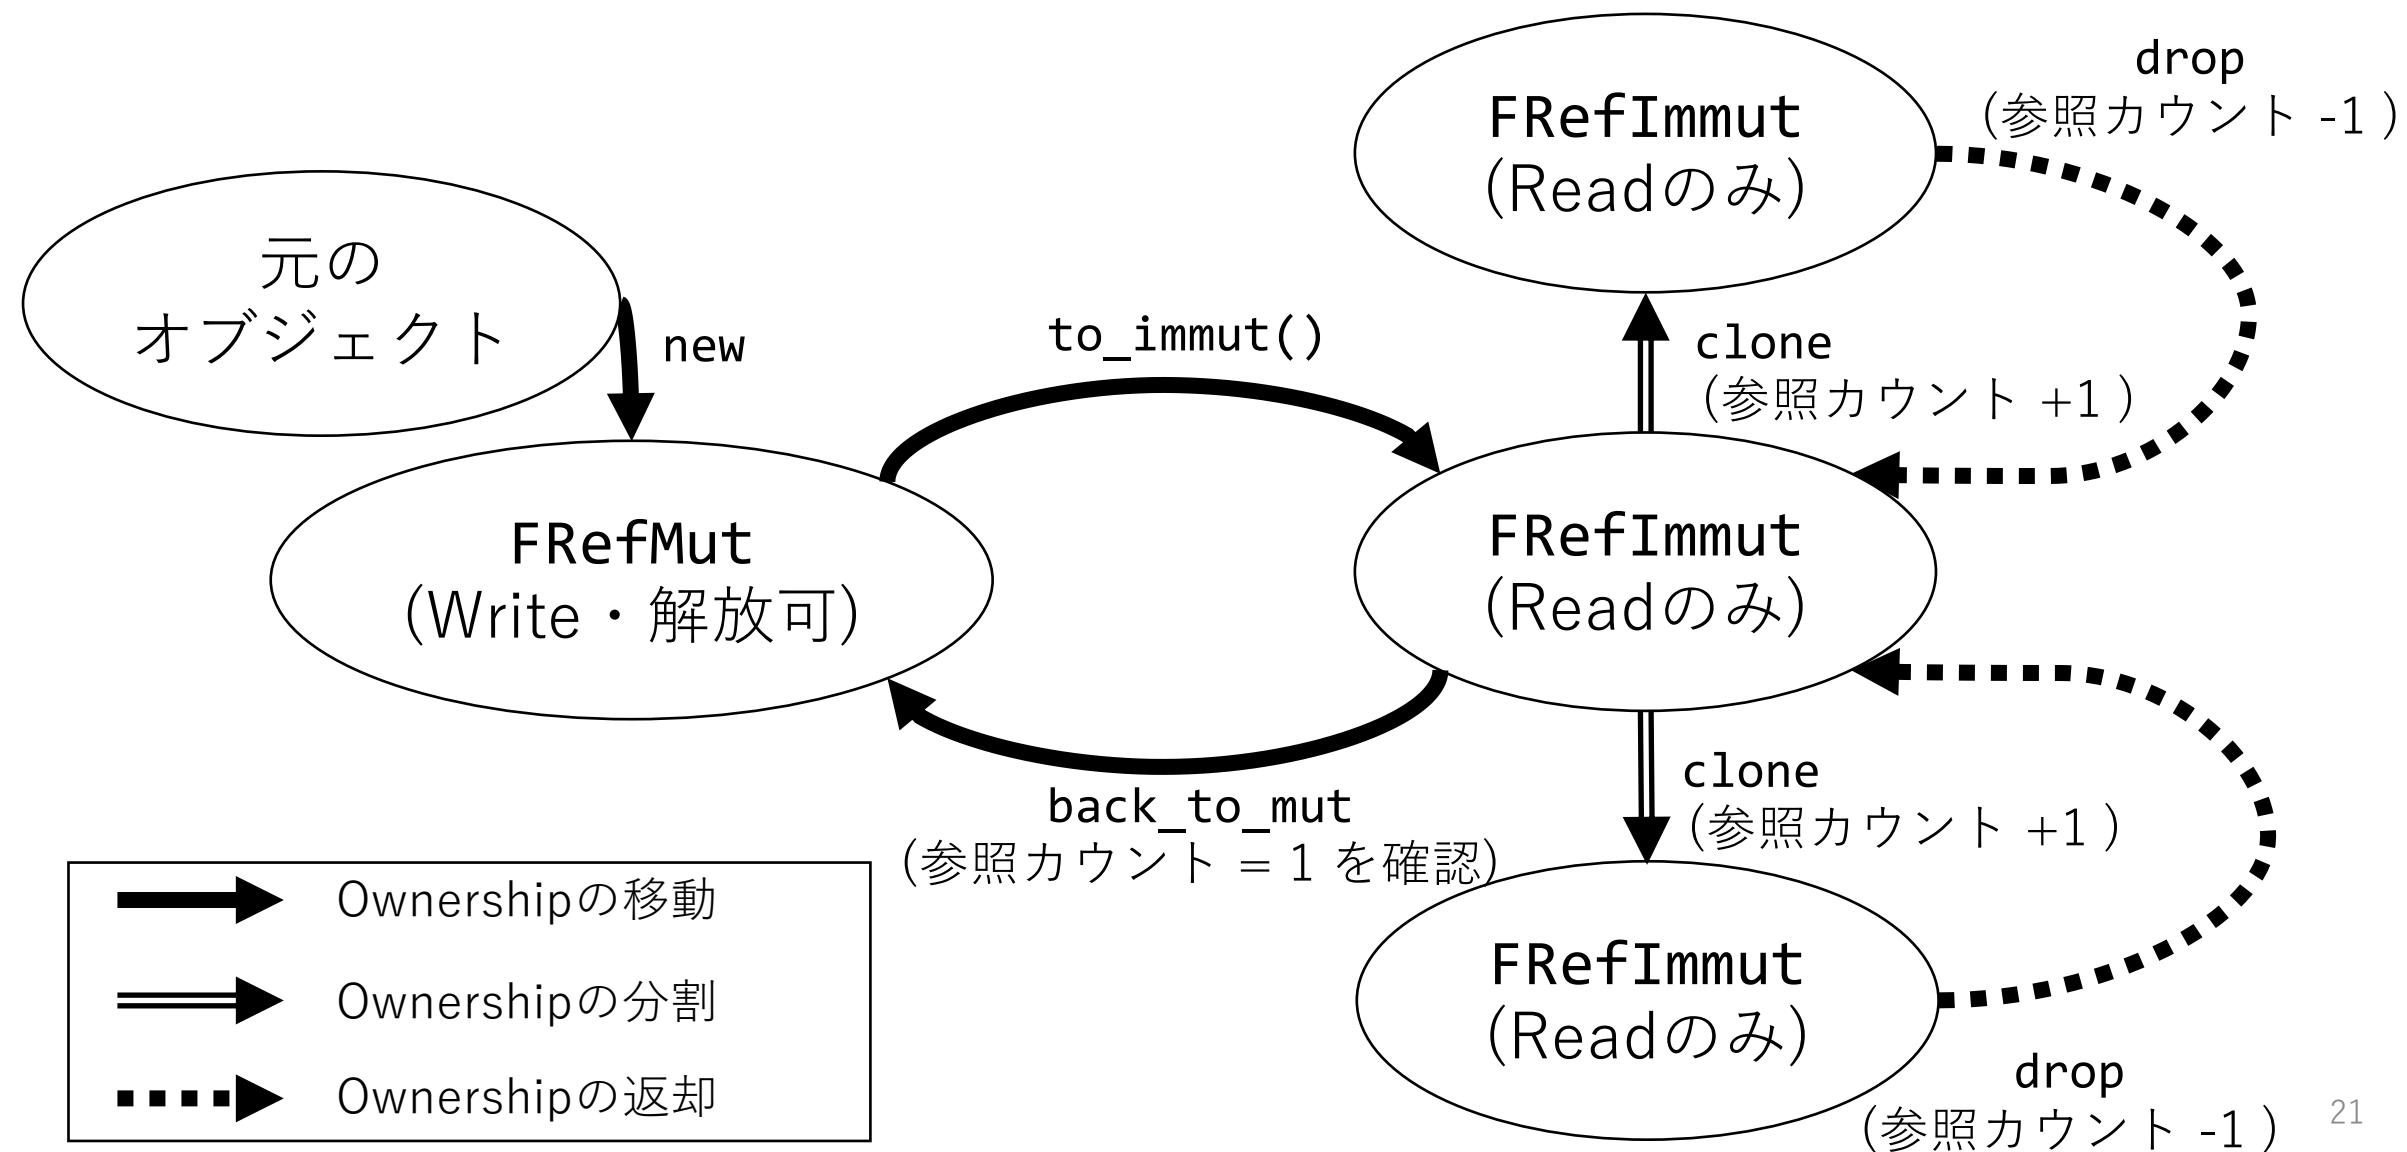 元の
オブジェクト
new
FRefMut
(Write・解放可)
to_immut()
back_to_mut
(参照カウント = 1 を確認)
FRefImmut
(Readのみ)
drop
(参照カウント -1 )
clone
(参照カウント +1 )
FRefImmut
(Readのみ)
clone
(参照カウント +1 )
FRefImmut
(Readのみ)
drop
(参照カウント -1 )
Ownershipの移動
Ownershipの分割
Ownershipの返却
21